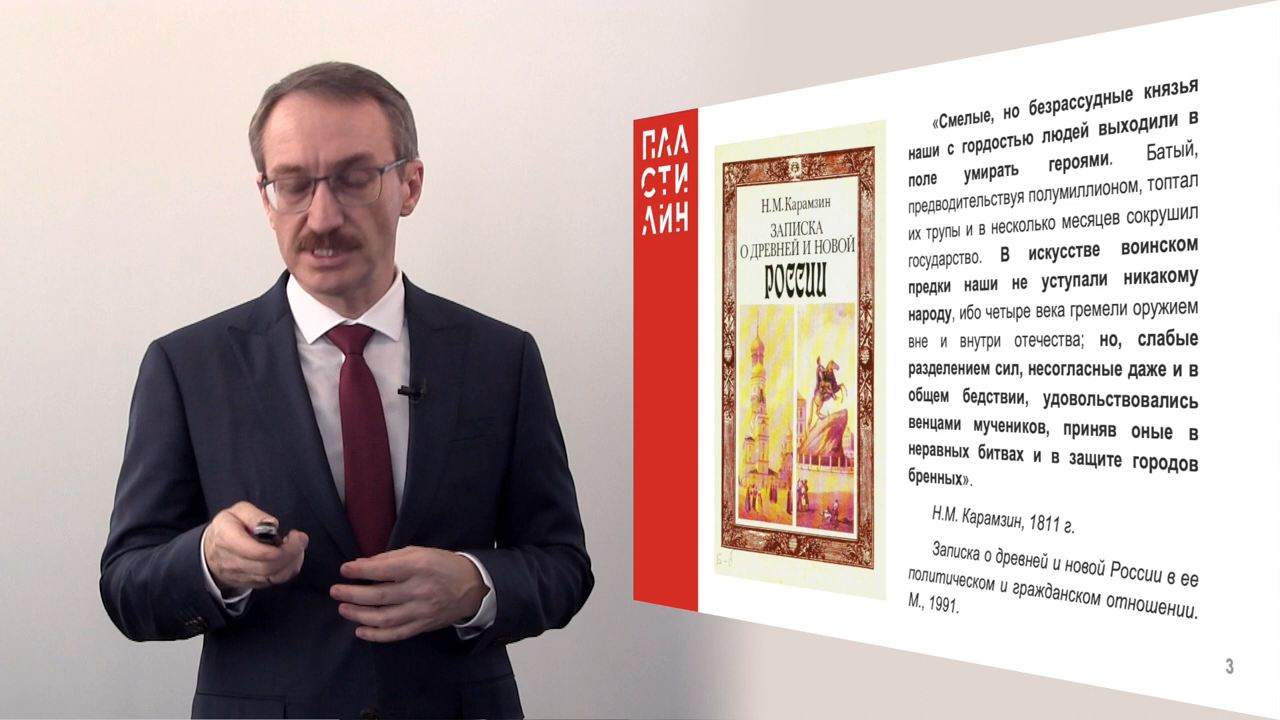 ПЛА
СТИ
ЛИН
Н.М.Карамзин
ЗАПИСКА
О ДРЕВНЕЙ И НОВОЙ
РОССИИ
Б-6
«Смелые, но безрассудные князья
наши с гордостью людей выходили в
поле умирать героями. Батый,
предводительствуя полумиллионом, топтал
их трупы и в несколько месяцев сокрушил
государство. В искусстве воинском
предки наши не уступали никакому
народу, ибо четыре века гремели оружием
вне и внутри отечества; но, слабые
разделением сил, несогласные даже и в
общем бедствии, удовольствовались
венцами мучеников, приняв оные в
неравных битвах и в защите городов
бренных».
Н.М. Карамзин, 1811 г.
Записка о древней и новой России в ее
политическом и гражданском отношении.
М., 1991.
3